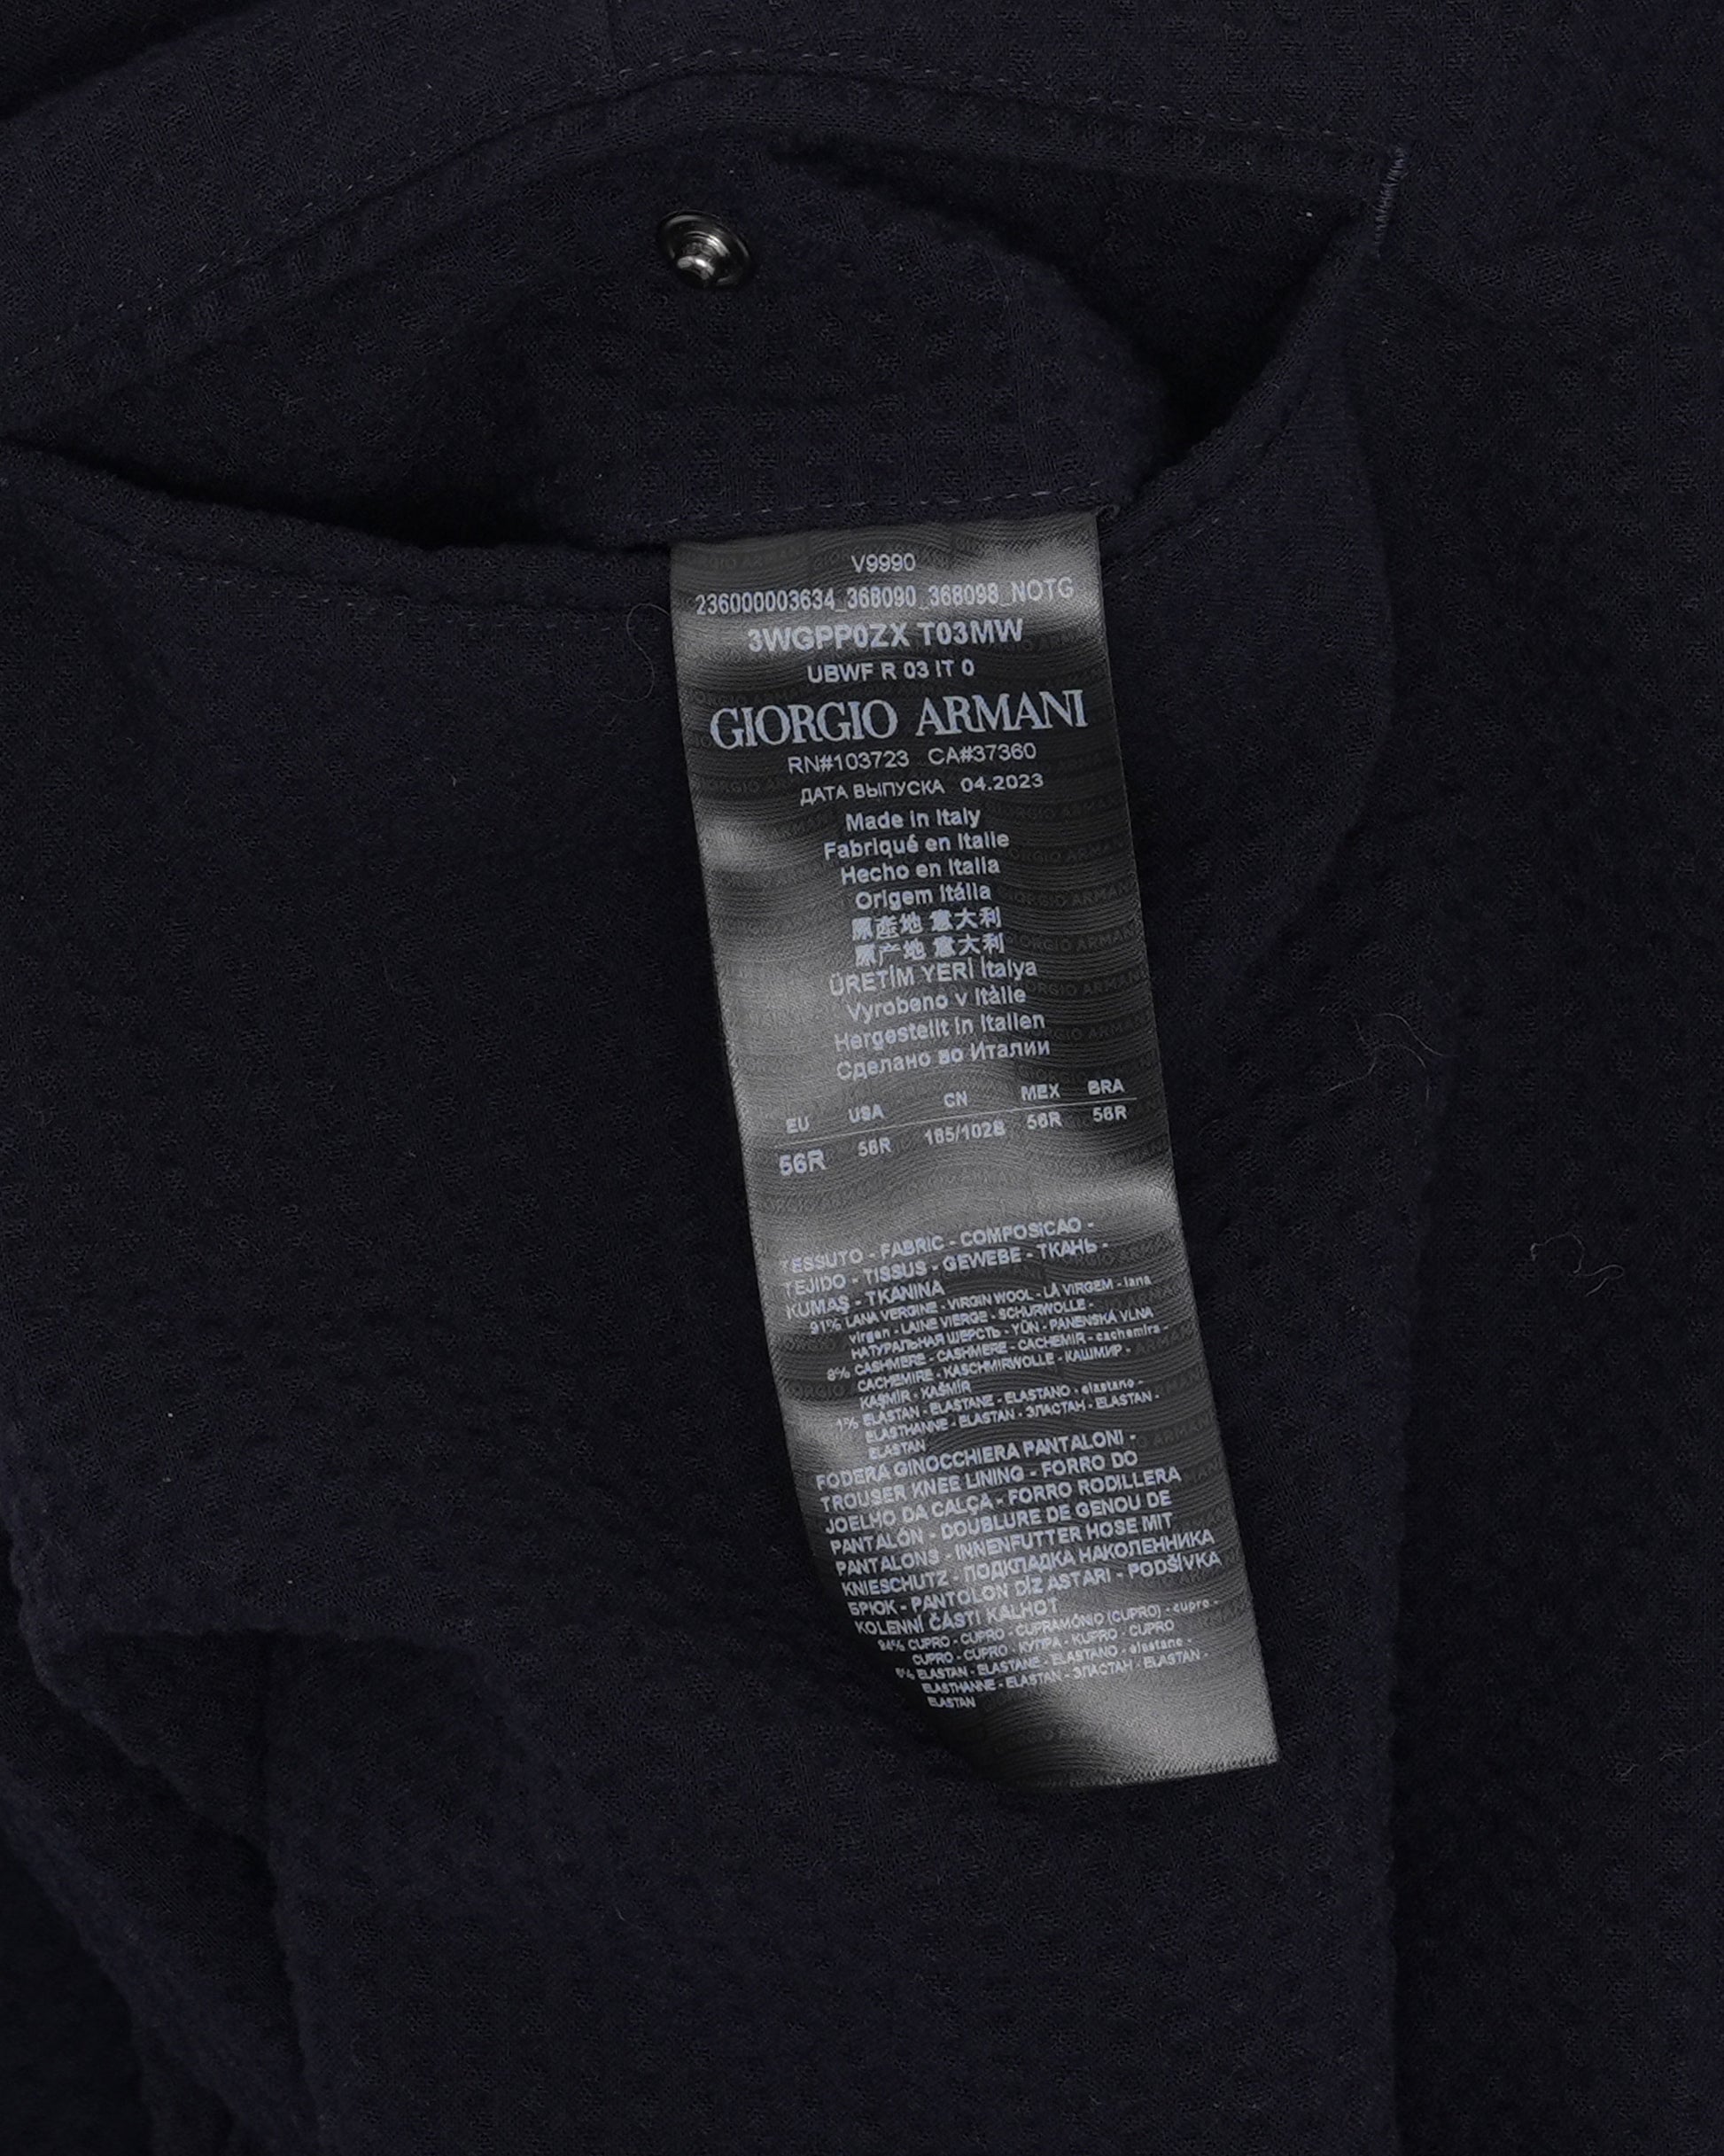 V9990
236000003634_368090_368098_NOTG
3WGPP0ZX T03MW
UBWF R 03 IT 0
GIORGIO ARMANI
RN#103723 CA#37360
ДАТА ВЫПУСКА 04.2023
Made in Italy
Fabriqué en Italie
Hecho en Italia
Origem Itália
原産地 意大利
原产地 意大利
ÜRETİM YERİ İtalya
Vyrobeno v Itàlie
Hergestellt in Italien
Сделано во Италии
EU USA CN MEX BRA
56R 56R 185/102B 56R 56R
TESSUTO - FABRIC - COMPOSICAO -
TEJIDO - TISSUS - GEWEBE - ТКАНЬ -
KUMAŞ - TKANINA
91% LANA VERGINE - VIRGIN WOOL - LÃ VIRGEM - lana
virgen - LAINE VIERGE - SCHURWOLLE -
НАТУРАЛЬНАЯ ШЕРСТЬ - YÜN - PANENSKÁ VLNA
8% CASHMERE - CASHMERE - CACHEMIR - cachemira -
CACHEMIRE - KASCHMIRWOLLE - КАШМИР -
KAŞMİR - KAŠMÍR
1% ELASTAN - ELASTANE - ELASTANO - elastano -
ELASTHANNE - ELASTAN - ЭЛАСТАН - ELASTAN -
ELASTAN
FODERA GINOCCHIERA PANTALONI -
TROUSER KNEE LINING - FORRO DO
JOELHO DA CALÇA - FORRO RODILLERA
PANTALÓN - DOUBLURE DE GENOU DE
PANTALONS - INNENFUTTER HOSE MIT
KNIESCHUTZ - ПОДКЛАДКА НАКОЛЕННИКА
БРЮК - PANTOLON DİZ ASTARI - PODŠÍVKA
KOLENNÍ ČÁSTI KALHOT
94% CUPRO - CUPRO - CUPRAMÓNIO (CUPRO) - cupro -
CUPRO - CUPRO - КУПРА - KUPRO - CUPRO
6% ELASTAN - ELASTANE - ELASTANO - elastano -
ELASTHANNE - ELASTAN - ЭЛАСТАН - ELASTAN -
ELASTAN